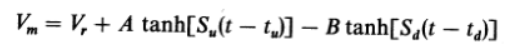 V_m = V_r + A tanh[S_u(t − t_u)] − B tanh[S_d(t − t_d)]